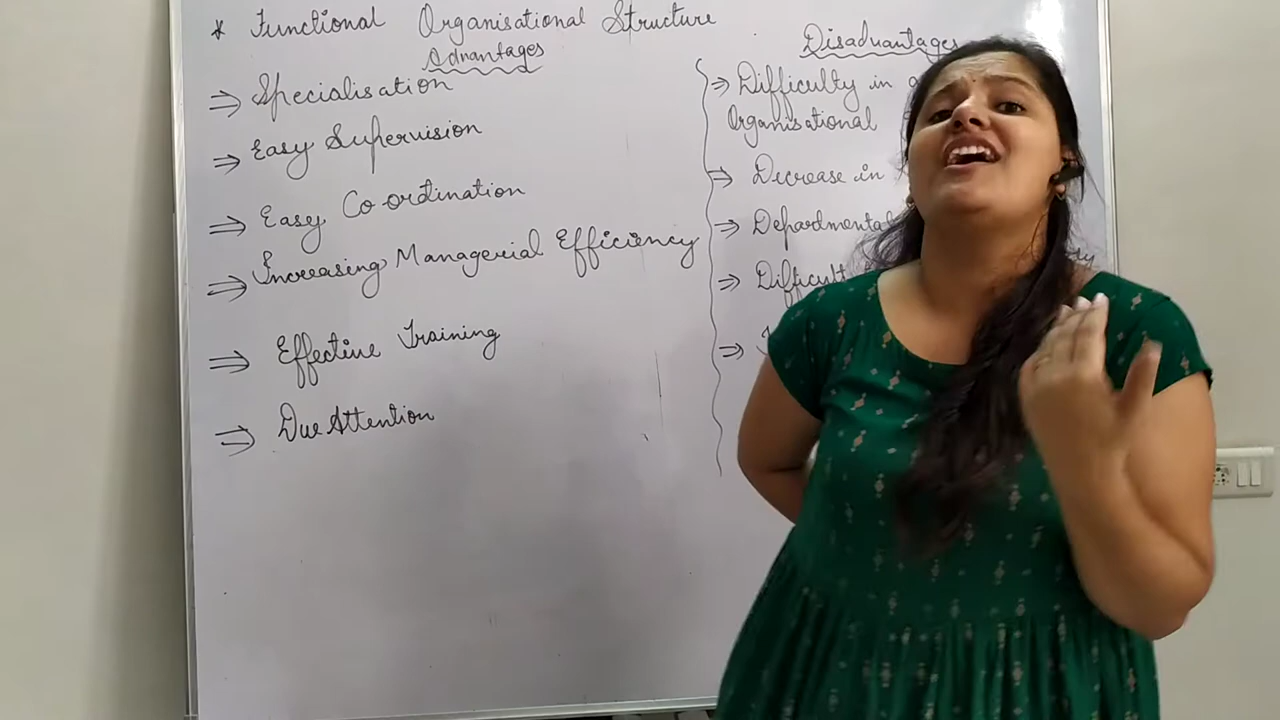 * Functional Organisational Structure
Advantages
⇒ Specialisation
⇒ Easy Supervision
⇒ Easy Co-ordination
⇒ Increasing Managerial Efficiency
⇒ Effective Training
⇒ Due Attention
Disadvantages
⇒ Difficulty in
Organisational
⇒ Decrease in
⇒ Departmental
⇒ Difficult
⇒